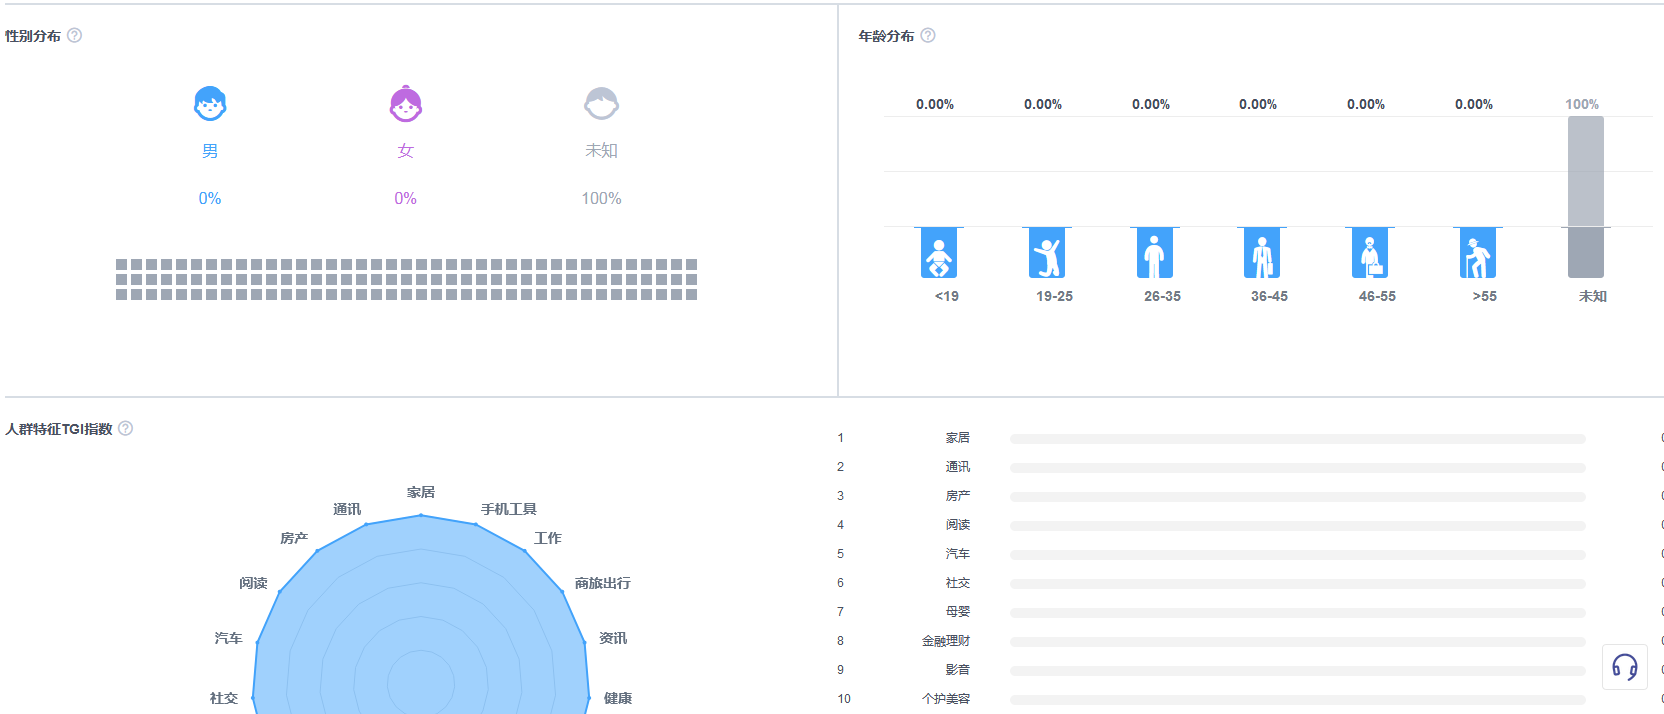 性别分布
男 女 未知
0% 0% 100%
年龄分布
0.00% 0.00% 0.00% 0.00% 0.00% 0.00% 100%
<19 19-25 26-35 36-45 46-55 >55 未知
人群特征TGI指数
家居
通讯 手机工具
房产 工作
阅读 商旅出行
汽车 资讯
社交 健康
1 家居
2 通讯
3 房产
4 阅读
5 汽车
6 社交
7 母婴
8 金融理财
9 影音
10 个护美容